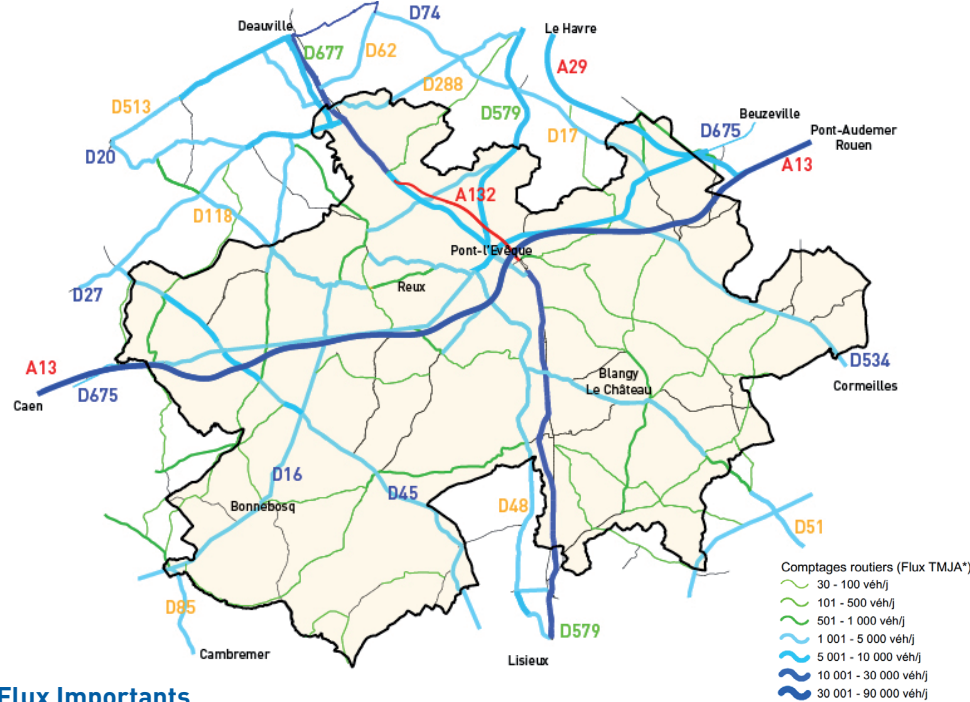 D74
Deauville
Le Havre
D677
D62
A29
D288
D513
D579
D17
Beuzeville
D675
Pont-Audemer
Rouen
D20
A13
A132
D118
Pont-l'Evêque
Reux
D27
A13
D534
Blangy
Le Château
Cormeilles
D675
Caen
D16
D45
Bonnebosq
D48
D51
Comptages routiers (Flux TMJA*)
30 - 100 véh/j
101 - 500 véh/j
501 - 1 000 véh/j
1 001 - 5 000 véh/j
5 001 - 10 000 véh/j
10 001 - 30 000 véh/j
30 001 - 90 000 véh/j
D85
D579
Cambremer
Lisieux
Flux Importants